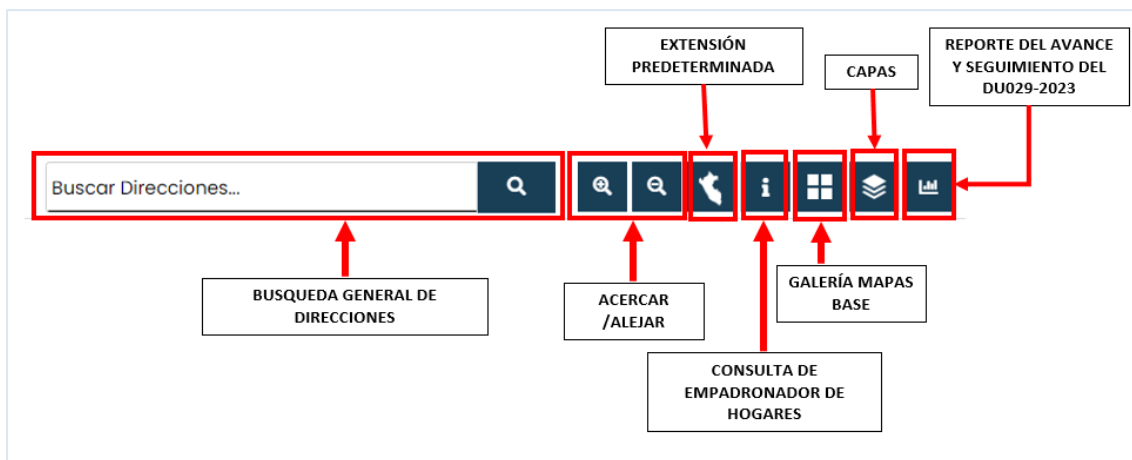 EXTENSIÓN
PREDETERMINADA
CAPAS
REPORTE DEL AVANCE
Y SEGUIMIENTO DEL
DU029-2023
Buscar Direcciones...
i
BUSQUEDA GENERAL DE
DIRECCIONES
ACERCAR
/ALEJAR
GALERÍA MAPAS
BASE
CONSULTA DE
EMPADRONADOR DE
HOGARES